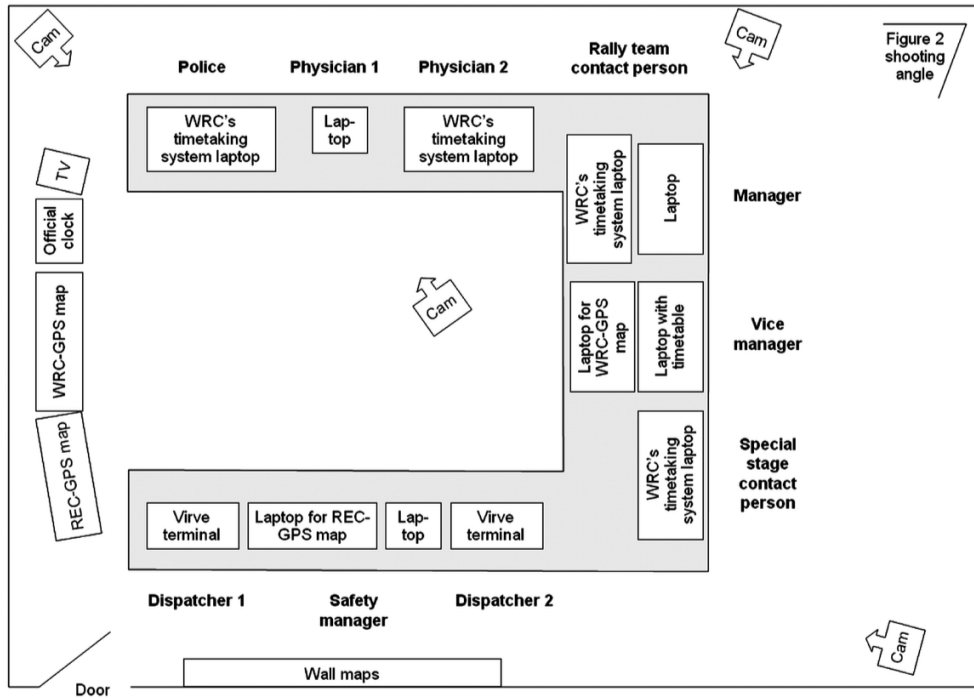 Cam
Cam
Figure 2
shooting
angle
Police
Physician 1
Physician 2
Rally team
contact person
WRC's
timetaking
system laptop
Lap-
top
WRC's
timetaking
system laptop
WRC's
timetaking
system laptop
Laptop
Manager
TV
Official
clock
WRC-GPS map
REC-GPS map
Cam
Laptop for
WRC-GPS
map
Laptop with
timetable
Vice
manager
WRC's
timetaking
system laptop
Special
stage
contact
person
Virve
terminal
Laptop for REC-
GPS map
Lap-
top
Virve
terminal
Dispatcher 1
Safety
manager
Dispatcher 2
Cam
Wall maps
Door